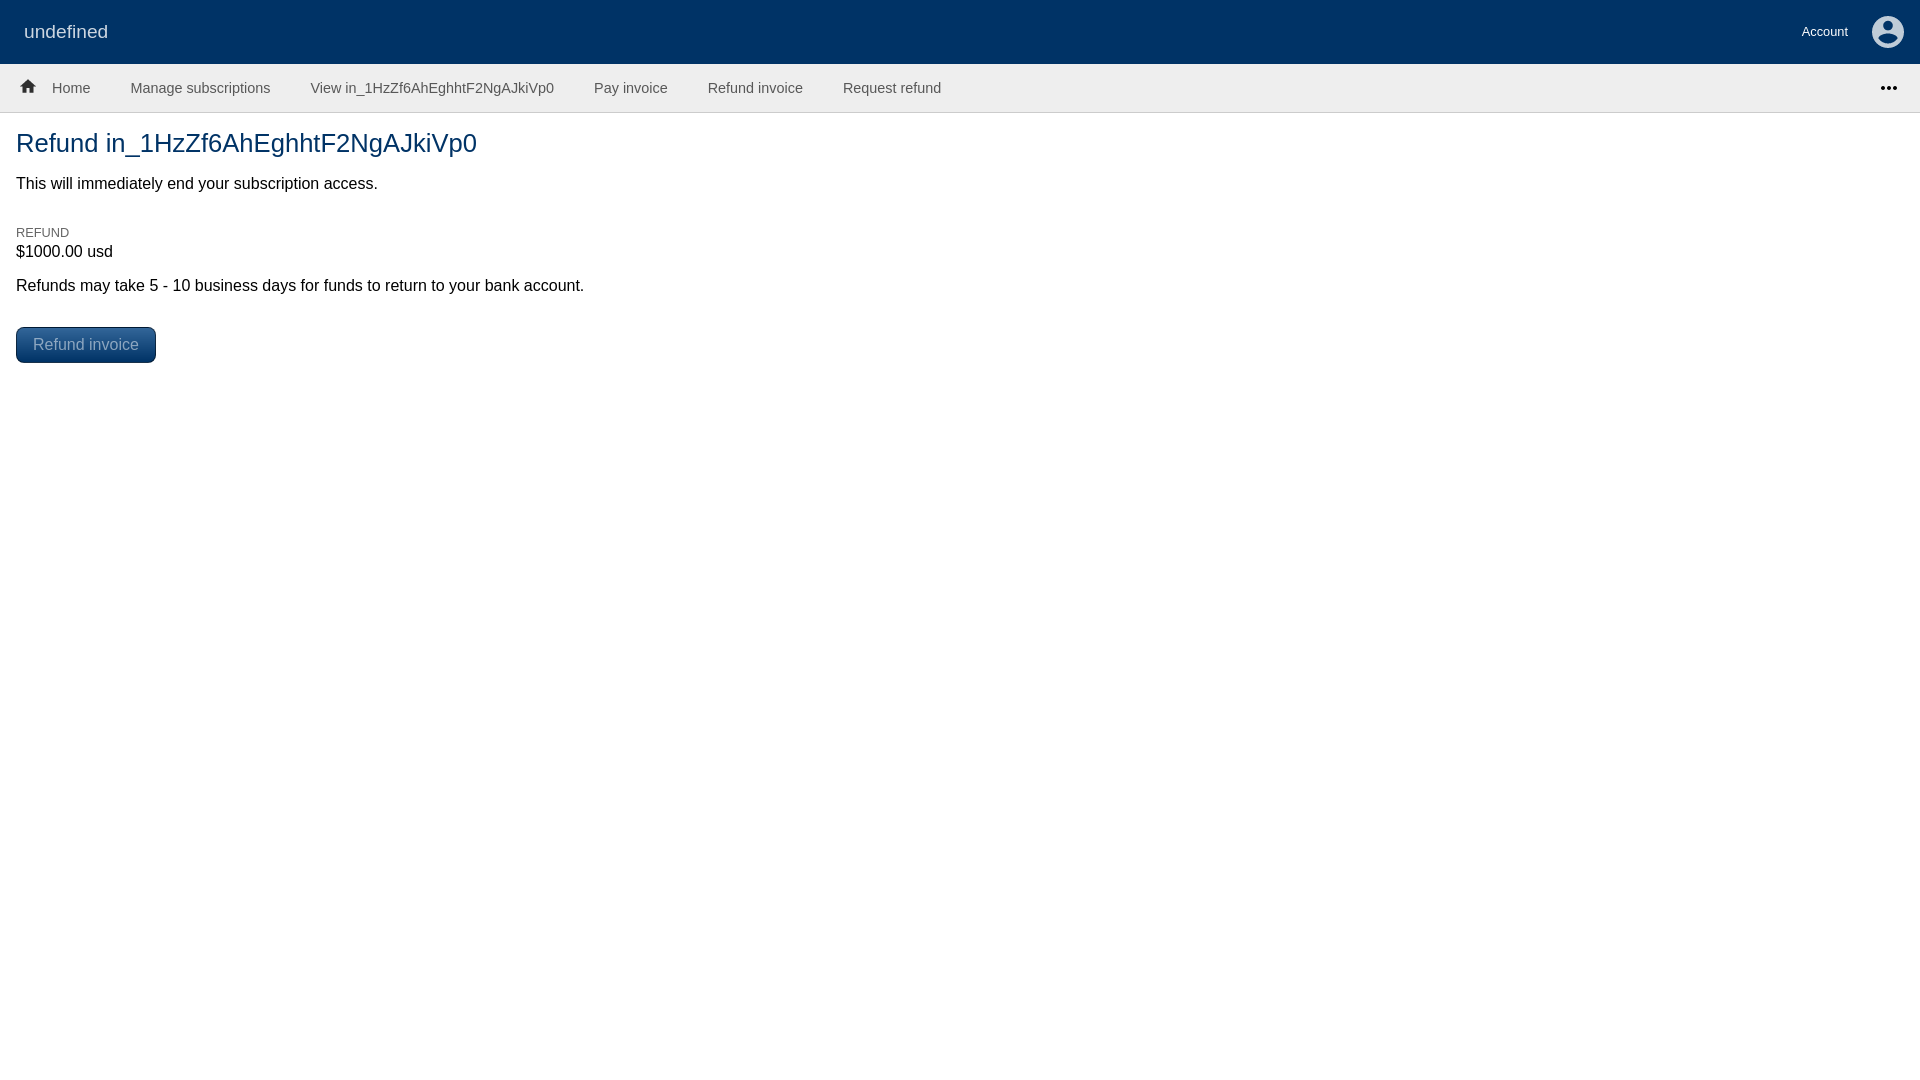 undefined
Account
Home
Manage subscriptions
View in_1HzZf6AhEghhtF2NgAJkiVp0
Pay invoice
Refund invoice
Request refund
Refund in_1HzZf6AhEghhtF2NgAJkiVp0
This will immediately end your subscription access.
REFUND
$1000.00 usd
Refunds may take 5 - 10 business days for funds to return to your bank account.
Refund invoice